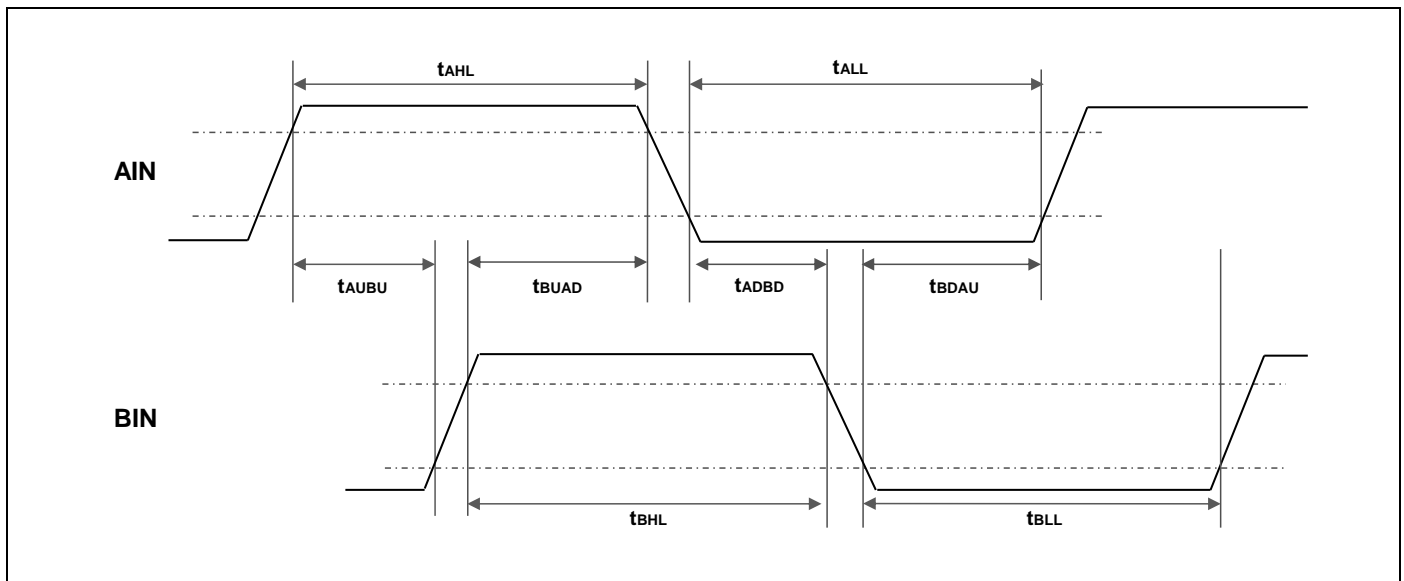 tAHL tALL
AIN
tAUBU tBUAD tADBD tBDAU
BIN
tBHL tBLL